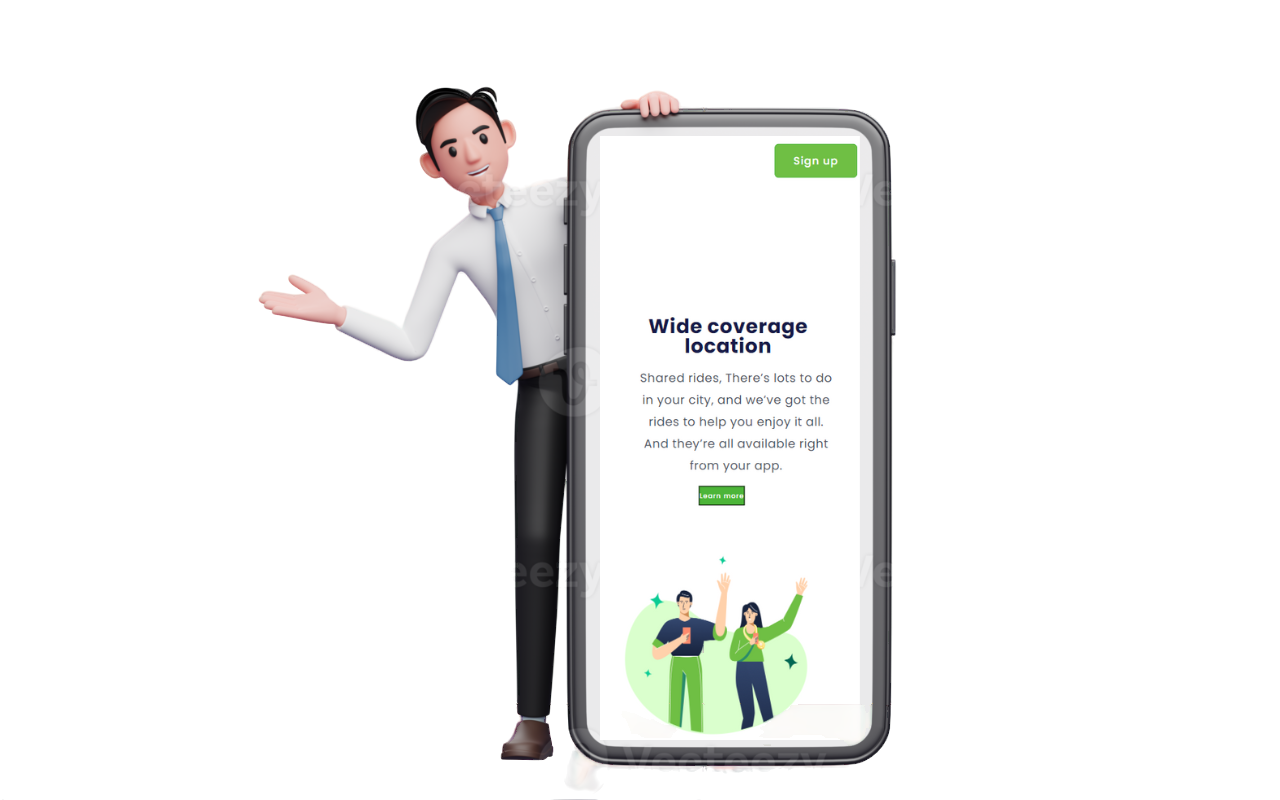 Sign up
Wide coverage
location
Shared rides, There's lots to do
in your city, and we've got the
rides to help you enjoy it all.
And they're all available right
from your app.
Learn more
Vecteezy